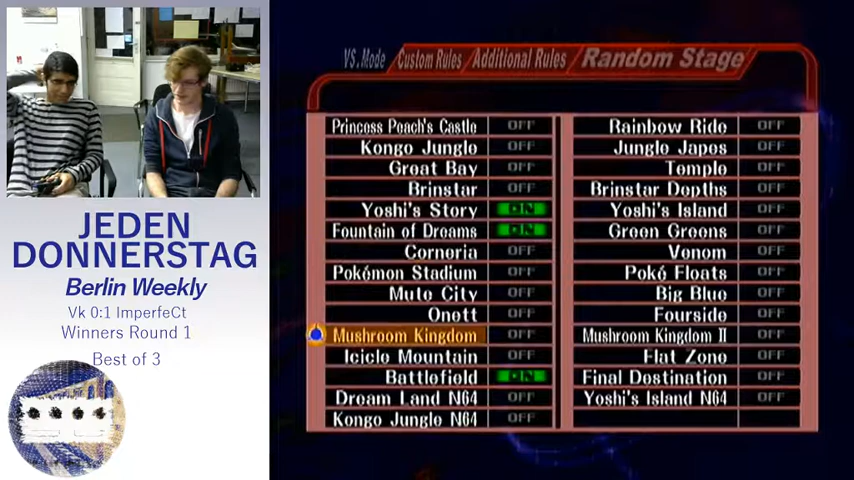 VS. Mode Custom Rules Additional Rules Random Stage
Princess Peach's Castle OFF Rainbow Ride OFF
Kongo Jungle OFF Jungle Japes OFF
Great Bay OFF Temple OFF
Brinstar OFF Brinstar Depths OFF
Yoshi's Story ON Yoshi's Island OFF
Fountain of Dreams ON Green Greens OFF
Corneria OFF Venom OFF
Pokémon Stadium OFF Poké Floats OFF
Mute City OFF Big Blue OFF
Onett OFF Fourside OFF
Mushroom Kingdom OFF Mushroom Kingdom II OFF
Icicle Mountain OFF Flat Zone OFF
Battlefield ON Final Destination OFF
Dream Land N64 OFF Yoshi's Island N64 OFF
Kongo Jungle N64 OFF
JEDEN
DONNERSTAG
Berlin Weekly
Vk 0:1 ImperfeCt
Winners Round 1
Best of 3